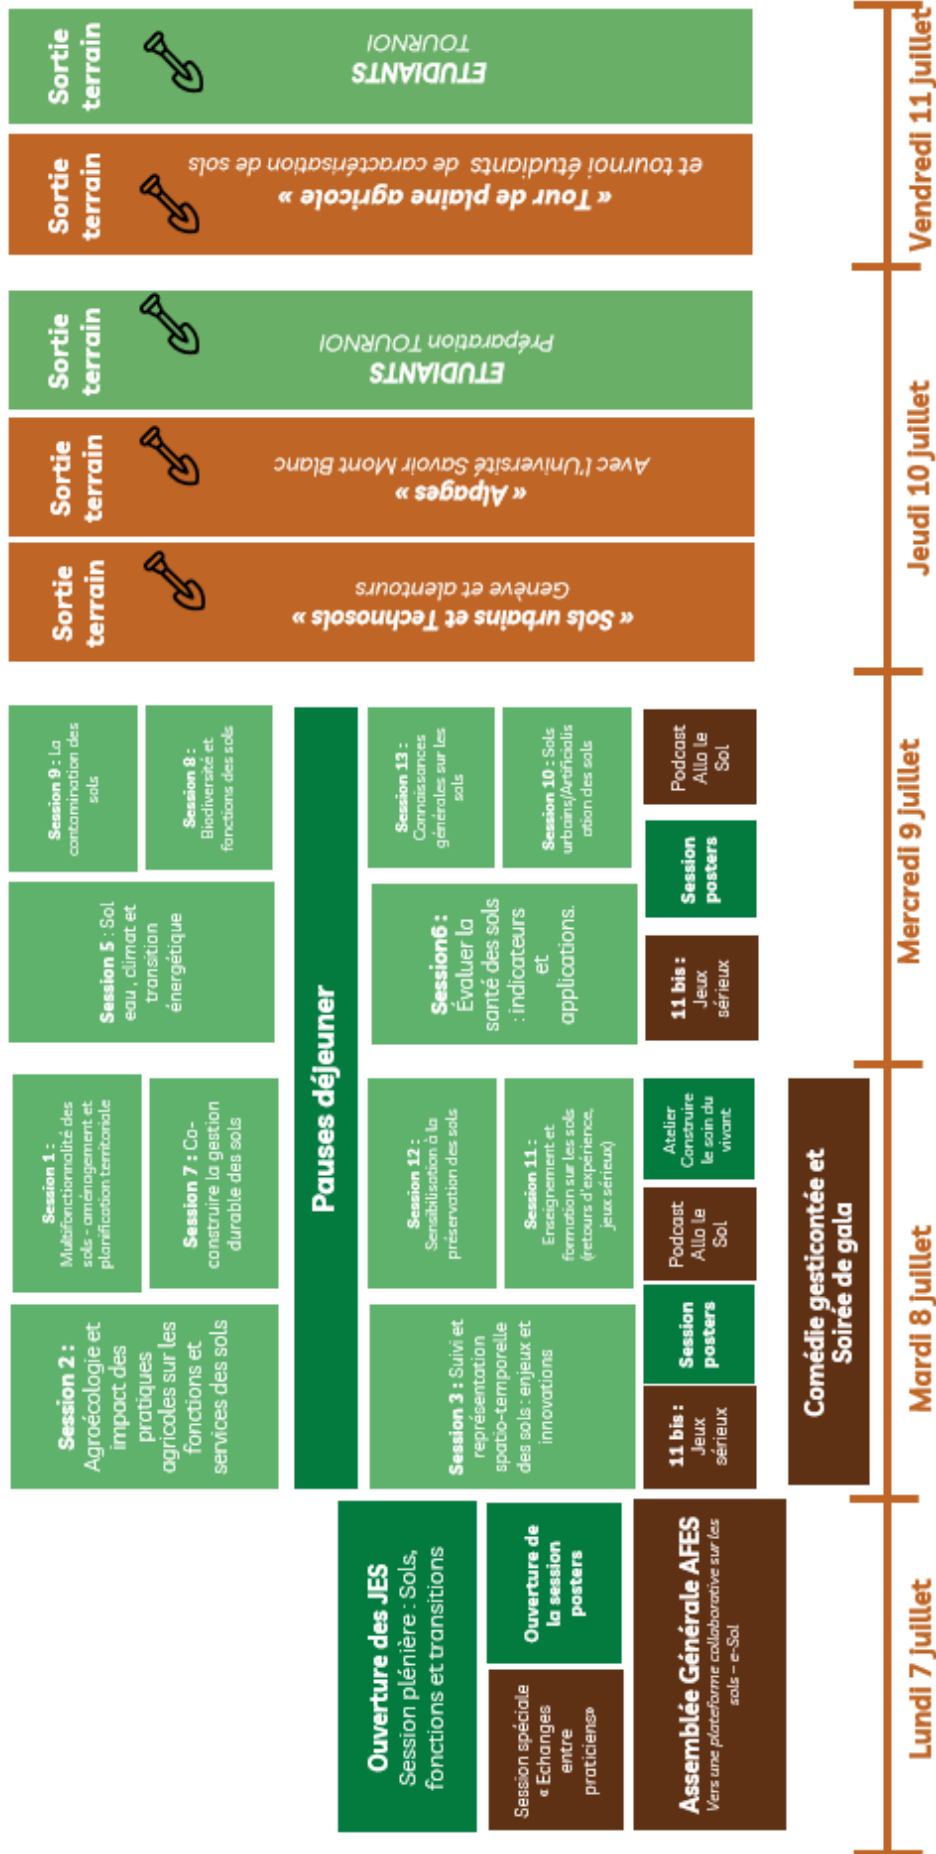 Ouverture des JES
Session plénière : Sols,
fonctions et transitions
Session spéciale
« Echanges
entre
praticiens»
Ouverture de
la session
posters
Assemblée Générale AFES
Vers une plateforme collaborative sur les
sols – e-Sol
Lundi 7 juillet
Session 2 :
Agroécologie et
impact des
pratiques
agricoles sur les
fonctions et
services des sols
Session 1 :
Multifonctionnalité des
sols - aménagement et
planification territoriale
Session 7 : Co-
construire la gestion
durable des sols
Pauses déjeuner
Session 3 : Suivi et
représentation
spatio-temporelle
des sols : enjeux et
innovations
Session 12 :
Sensibilisation à la
préservation des sols
Session 11 :
Enseignement et
formation sur les sols
(retours d'expérience,
jeux sérieux)
11 bis :
Jeux
sérieux
Session
posters
Podcast
Allo le
Sol
Atelier
Construire
le soin du
vivant
Comédie gesticontée et
Soirée de gala
Mardi 8 juillet
Session 5 : Sol
eau , climat et
transition
énergétique
Session 9 : La
contamination des
sols
Session 8 :
Biodiversité et
fonctions des sols
Session6 :
Évaluer la
santé des sols
: indicateurs
et
applications.
Session 13 :
Connaissances
générales sur les
sols
Session 10 : Sols
urbains/Artificialis
ation des sols
11 bis :
Jeux
sérieux
Session
posters
Podcast
Allo le
Sol
Mercredi 9 juillet
Sortie
terrain
« Sols urbains et Technosols »
Genève et alentours
Sortie
terrain
« Alpages »
Avec l'Université Savoir Mont Blanc
Sortie
terrain
ETUDIANTS
Préparation TOURNOI
Jeudi 10 juillet
Sortie
terrain
« Tour de plaine agricole »
et tournoi étudiants de caractérisation de sols
Sortie
terrain
ETUDIANTS
TOURNOI
Vendredi 11 juillet